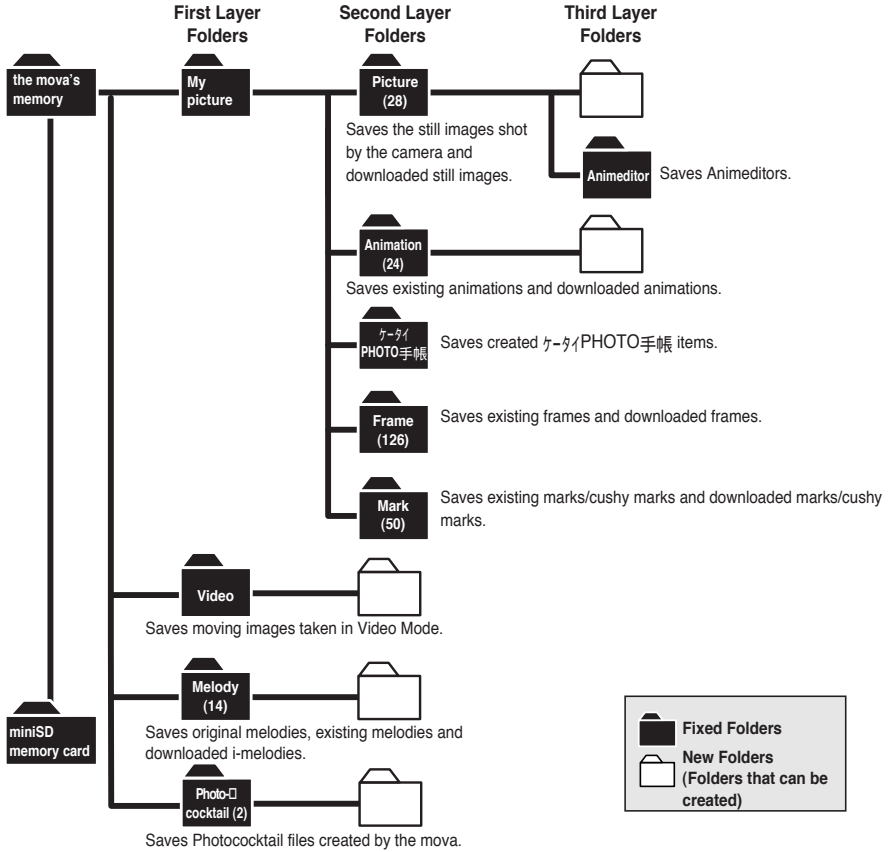 First Layer
Folders
Second Layer
Folders
Third Layer
Folders
the mova's
memory
My
picture
Picture
(28)
Saves the still images shot
by the camera and
downloaded still images.
Animeditor
Saves Animeditors.
Animation
(24)
Saves existing animations and downloaded animations.
ケータイ
PHOTO手帳
Saves created ケータイPHOTO手帳 items.
Frame
(126)
Saves existing frames and downloaded frames.
Mark
(50)
Saves existing marks/cushy marks and downloaded marks/cushy
marks.
Video
Saves moving images taken in Video Mode.
Melody
(14)
Saves original melodies, existing melodies and
downloaded i-melodies.
miniSD
memory card
Photo-□
cocktail (2)
Saves Photococktail files created by the mova.
Fixed Folders
New Folders
(Folders that can be
created)